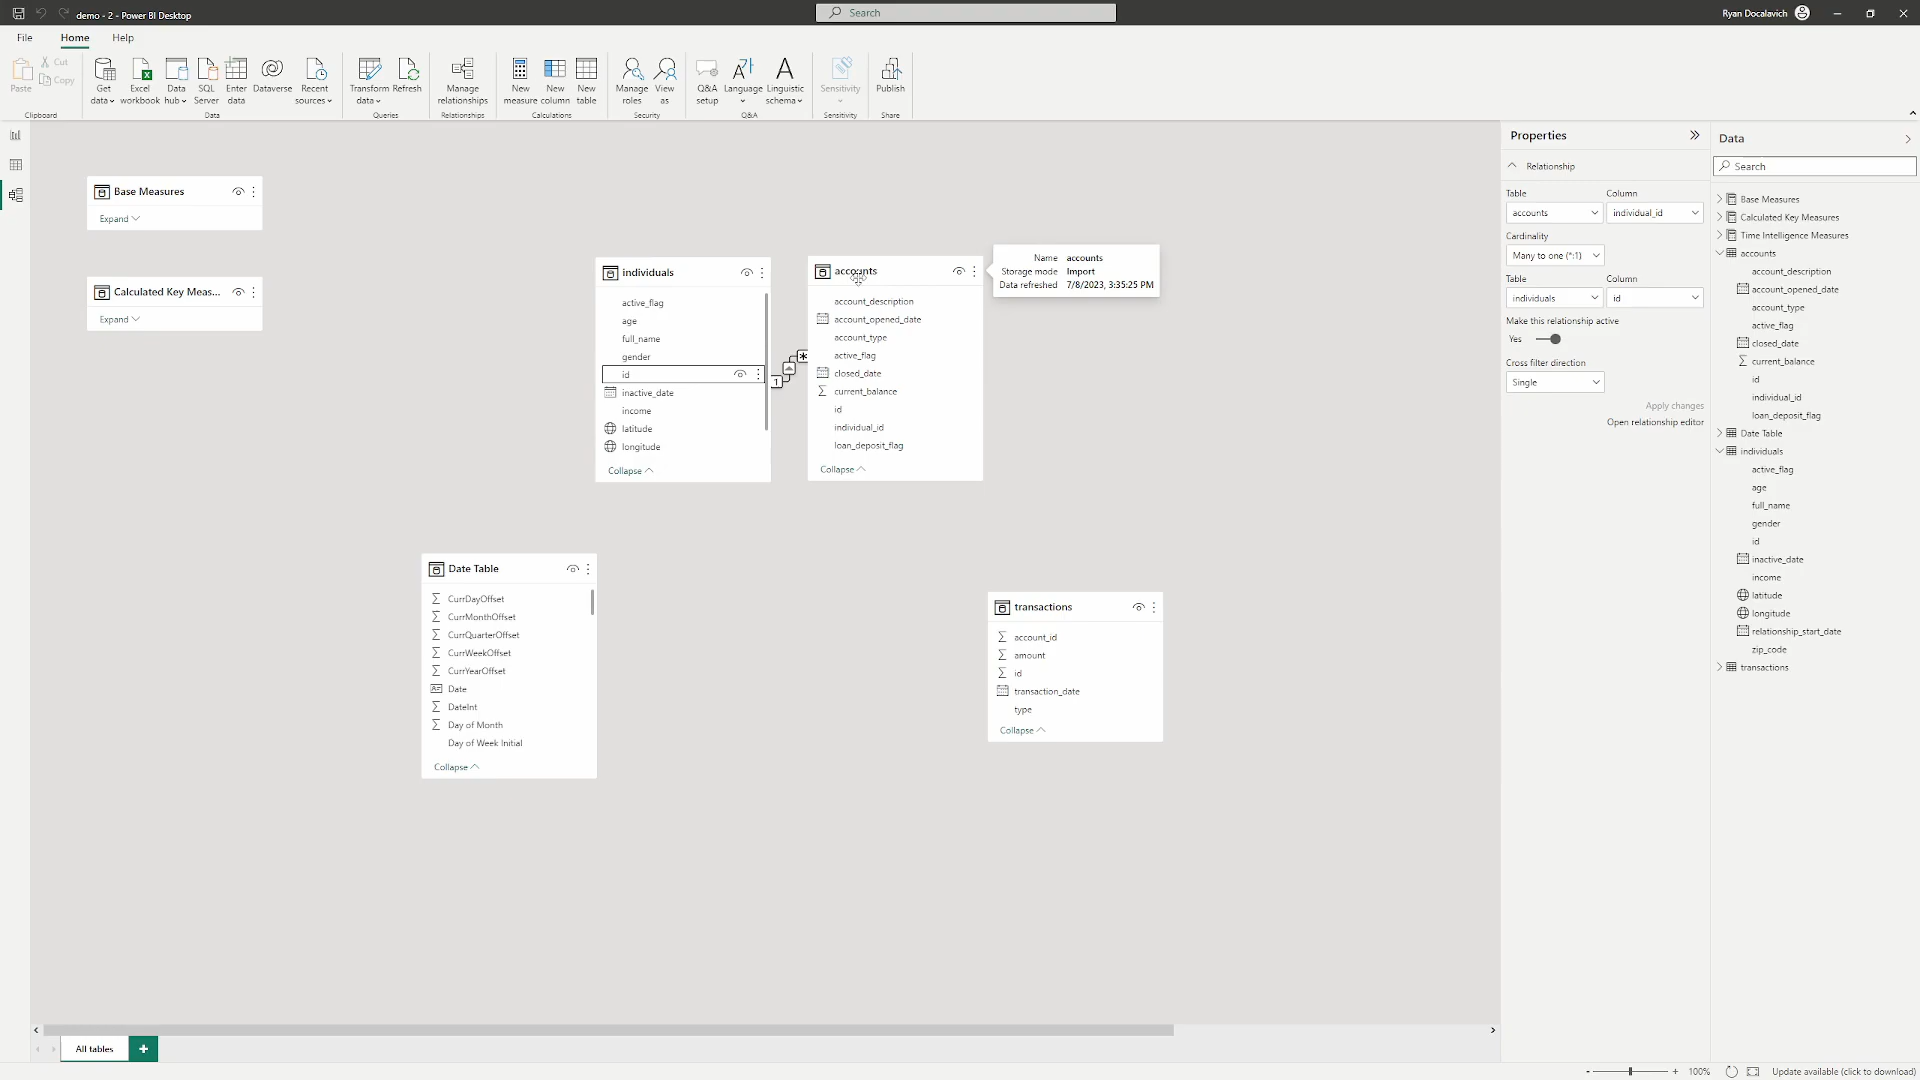 demo - 2 - Power BI Desktop
Search
Ryan Docalavich
File Home Help
Paste
Cut
Copy
Get data
Excel workbook
Data hub
SQL Server
Enter data
Dataverse
Recent sources
Transform data
Refresh
Manage relationships
New measure
New column
New table
Manage roles
View as
Q&A setup
Language
Linguistic schema
Sensitivity
Publish
Clipboard
Data
Queries
Relationships
Calculations
Security
Q&A
Sensitivity
Share
Base Measures
Expand
Calculated Key Meas...
Expand
individuals
active_flag
age
full_name
gender
id
inactive_date
income
latitude
longitude
Collapse
1
*
accounts
account_description
account_opened_date
account_type
active_flag
closed_date
current_balance
id
individual_id
loan_deposit_flag
Collapse
Name accounts
Storage mode Import
Data refreshed 7/8/2023, 3:35:25 PM
Date Table
CurrDayOffset
CurrMonthOffset
CurrQuarterOffset
CurrWeekOffset
CurrYearOffset
Date
DateInt
Day of Month
Day of Week Initial
Collapse
transactions
account_id
amount
id
transaction_date
type
Collapse
Properties
Relationship
Table Column
accounts individual_id
Cardinality
Many to one (*:1)
Table Column
individuals id
Make this relationship active
Yes
Cross filter direction
Single
Apply changes
Open relationship editor
Data
Search
Base Measures
Calculated Key Measures
Time Intelligence Measures
accounts
account_description
account_opened_date
account_type
active_flag
closed_date
current_balance
id
individual_id
loan_deposit_flag
Date Table
individuals
active_flag
age
full_name
gender
id
inactive_date
income
latitude
longitude
relationship_start_date
zip_code
transactions
All tables
+
- + 100%
Update available (click to download)